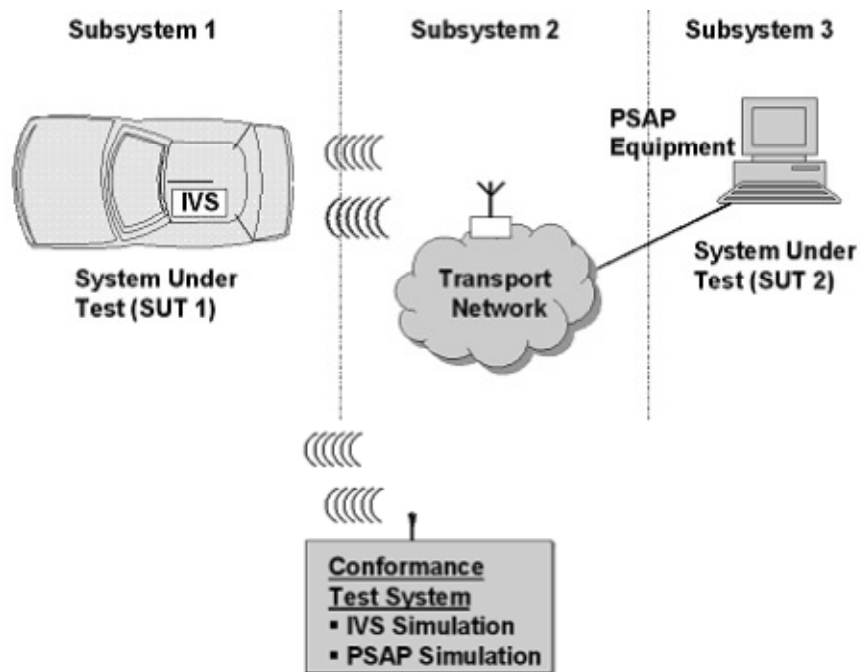 Subsystem 1
Subsystem 2
Subsystem 3
IVS
System Under
Test (SUT 1)
Transport
Network
PSAP
Equipment
System Under
Test (SUT 2)
Conformance
Test System
▪ IVS Simulation
▪ PSAP Simulation